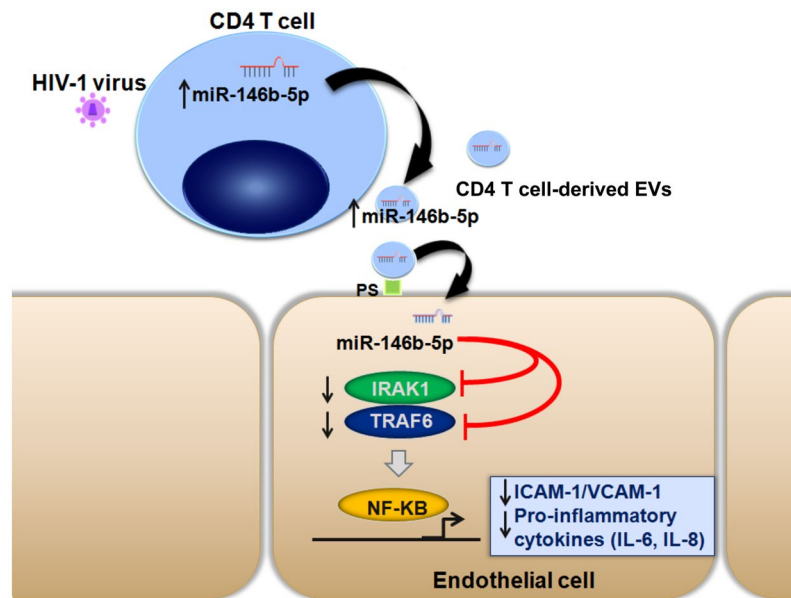 CD4 T cell
HIV-1 virus
miR-146b-5p
CD4 T cell-derived EVs
miR-146b-5p
PS
miR-146b-5p
IRAK1
TRAF6
NF-KB
ICAM-1/VCAM-1
Pro-inflammatory
cytokines (IL-6, IL-8)
Endothelial cell